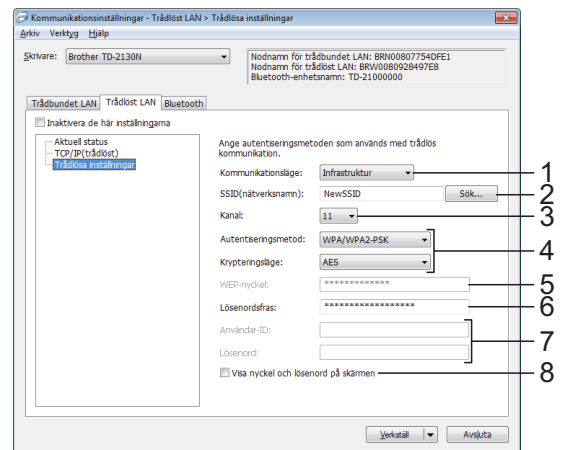 Kommunikationsinställningar - Trådlöst LAN > Trådlösa inställningar
Arkiv Verktyg Hjälp
Skrivare: Brother TD-2130N
Nodnamn för trådbundet LAN: BRN00807754DFE1
Nodnamn för trådlöst LAN: BRW0080928497E8
Bluetooth-enhetsnamn: TD-21000000
Trådbundet LAN Trådlöst LAN Bluetooth
Inaktivera de här inställningarna
Aktuell status
TCP/IP(trådlöst)
Trådlösa inställningar
Ange autentiseringsmetoden som används med trådlös
kommunikation.
Kommunikationsläge: Infrastruktur 1
SSID(nätverksnamn): NewSSID Sök... 2
Kanal: 11 3
Autentiseringsmetod: WPA/WPA2-PSK
4
Krypteringsläge: AES
WEP-nyckel: ************* 5
Lösenordsfras: ****************** 6
Användar-ID:
7
Lösenord:
Visa nyckel och lösenord på skärmen 8
Verkställ Avsluta